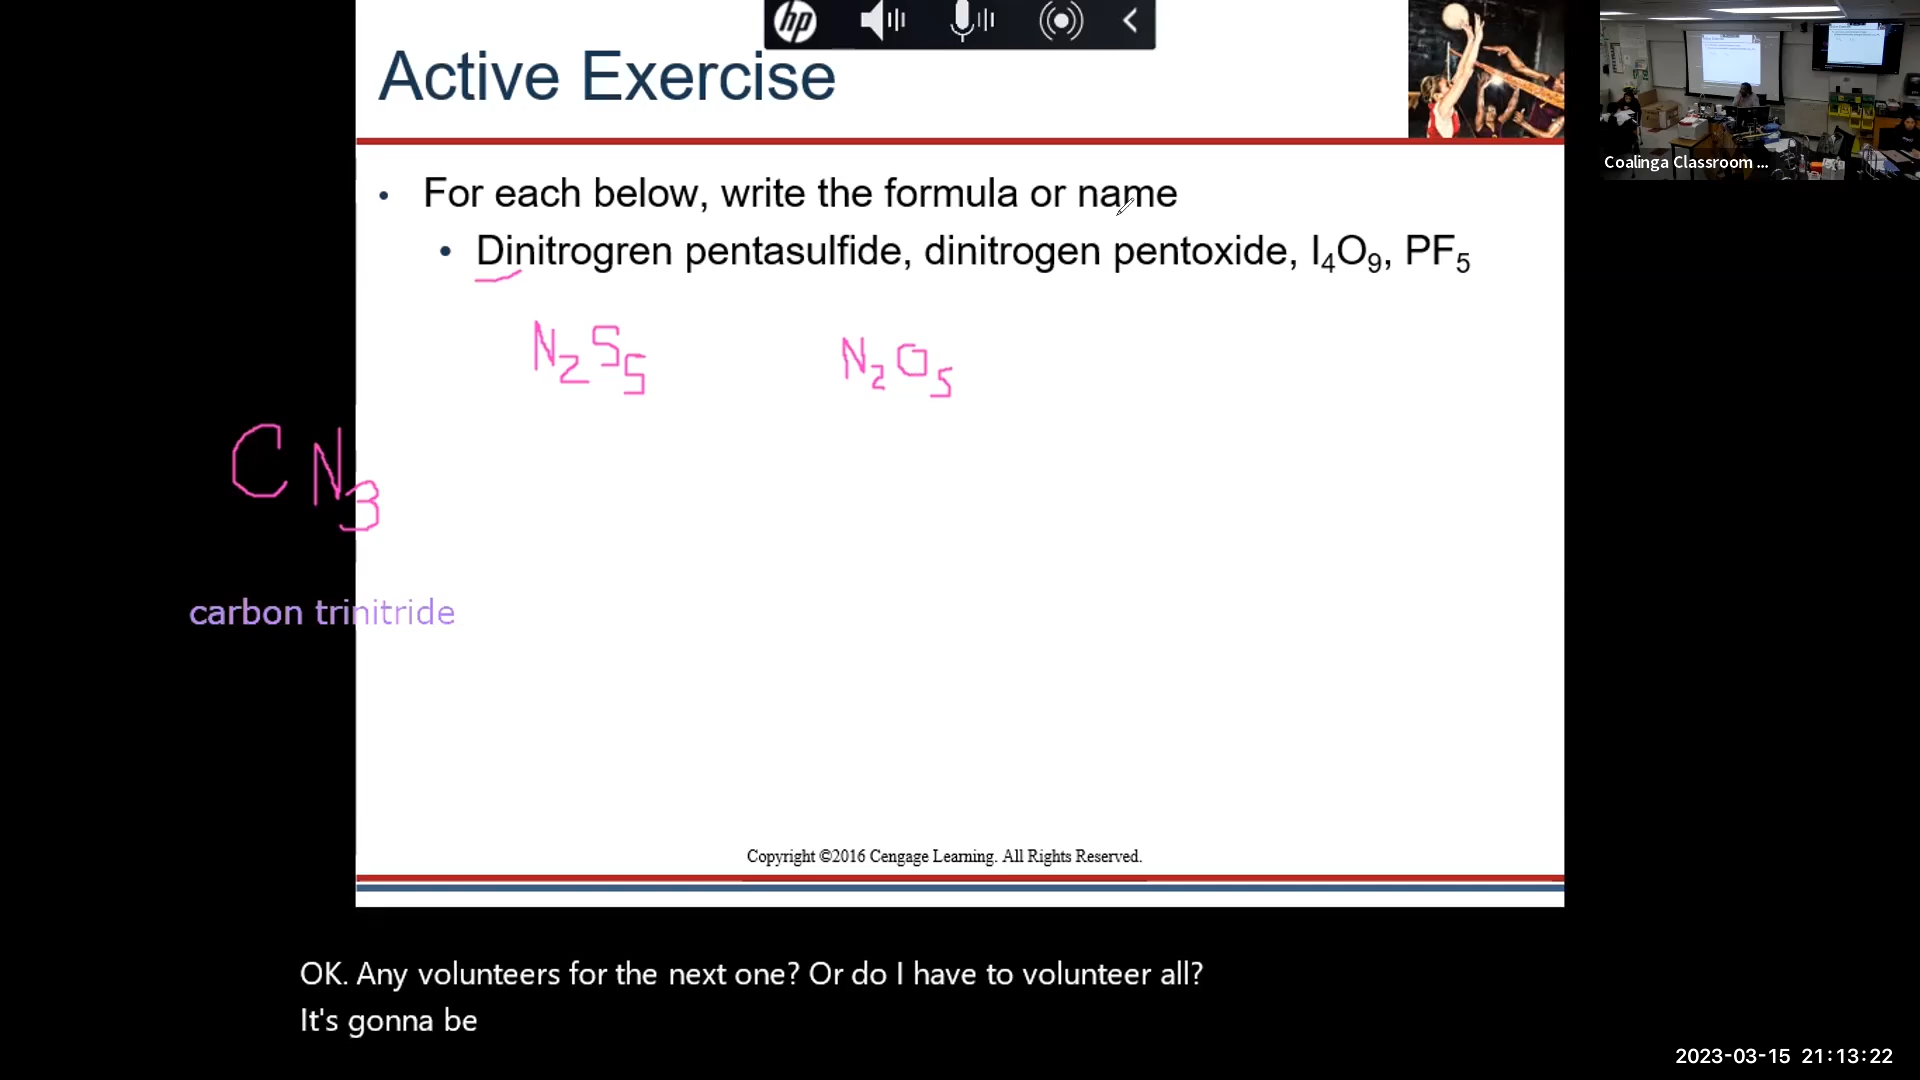 hp
Active Exercise
Coalinga Classroom ...
• For each below, write the formula or name
• Dinitrogren pentasulfide, dinitrogen pentoxide, I₄O₉, PF₅
N₂S₅ N₂O₅
CN₃
carbon trinitride
Copyright ©2016 Cengage Learning. All Rights Reserved.
OK. Any volunteers for the next one? Or do I have to volunteer all?
It's gonna be
2023-03-15 21:13:22